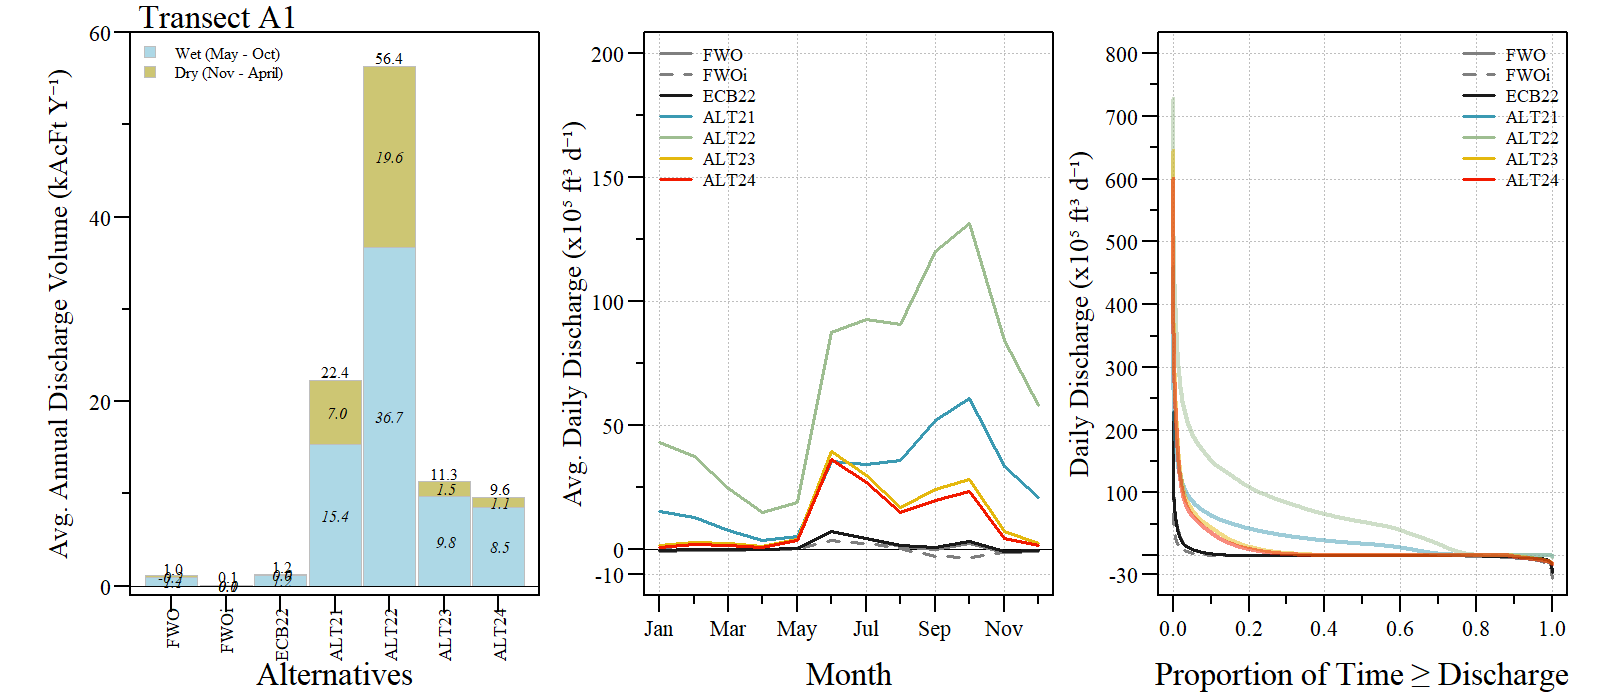 Transect A1
Avg. Annual Discharge Volume (kAcFt Y⁻¹)
60
40
20
0
Wet (May - Oct)
Dry (Nov - April)
1.0
0.1
0.0
1.2
0.0
22.4
7.0
15.4
56.4
19.6
36.7
11.3
1.5
9.8
9.6
1.1
8.5
FWO
FWOi
ECB22
ALT21
ALT22
ALT23
ALT24
Alternatives
Avg. Daily Discharge (x10⁵ ft³ d⁻¹)
200
150
100
50
0
-10
FWO
FWOi
ECB22
ALT21
ALT22
ALT23
ALT24
Jan Mar May Jul Sep Nov
Month
Daily Discharge (x10⁵ ft³ d⁻¹)
800
700
600
500
400
300
200
100
-30
FWO
FWOi
ECB22
ALT21
ALT22
ALT23
ALT24
0.0 0.2 0.4 0.6 0.8 1.0
Proportion of Time ≥ Discharge